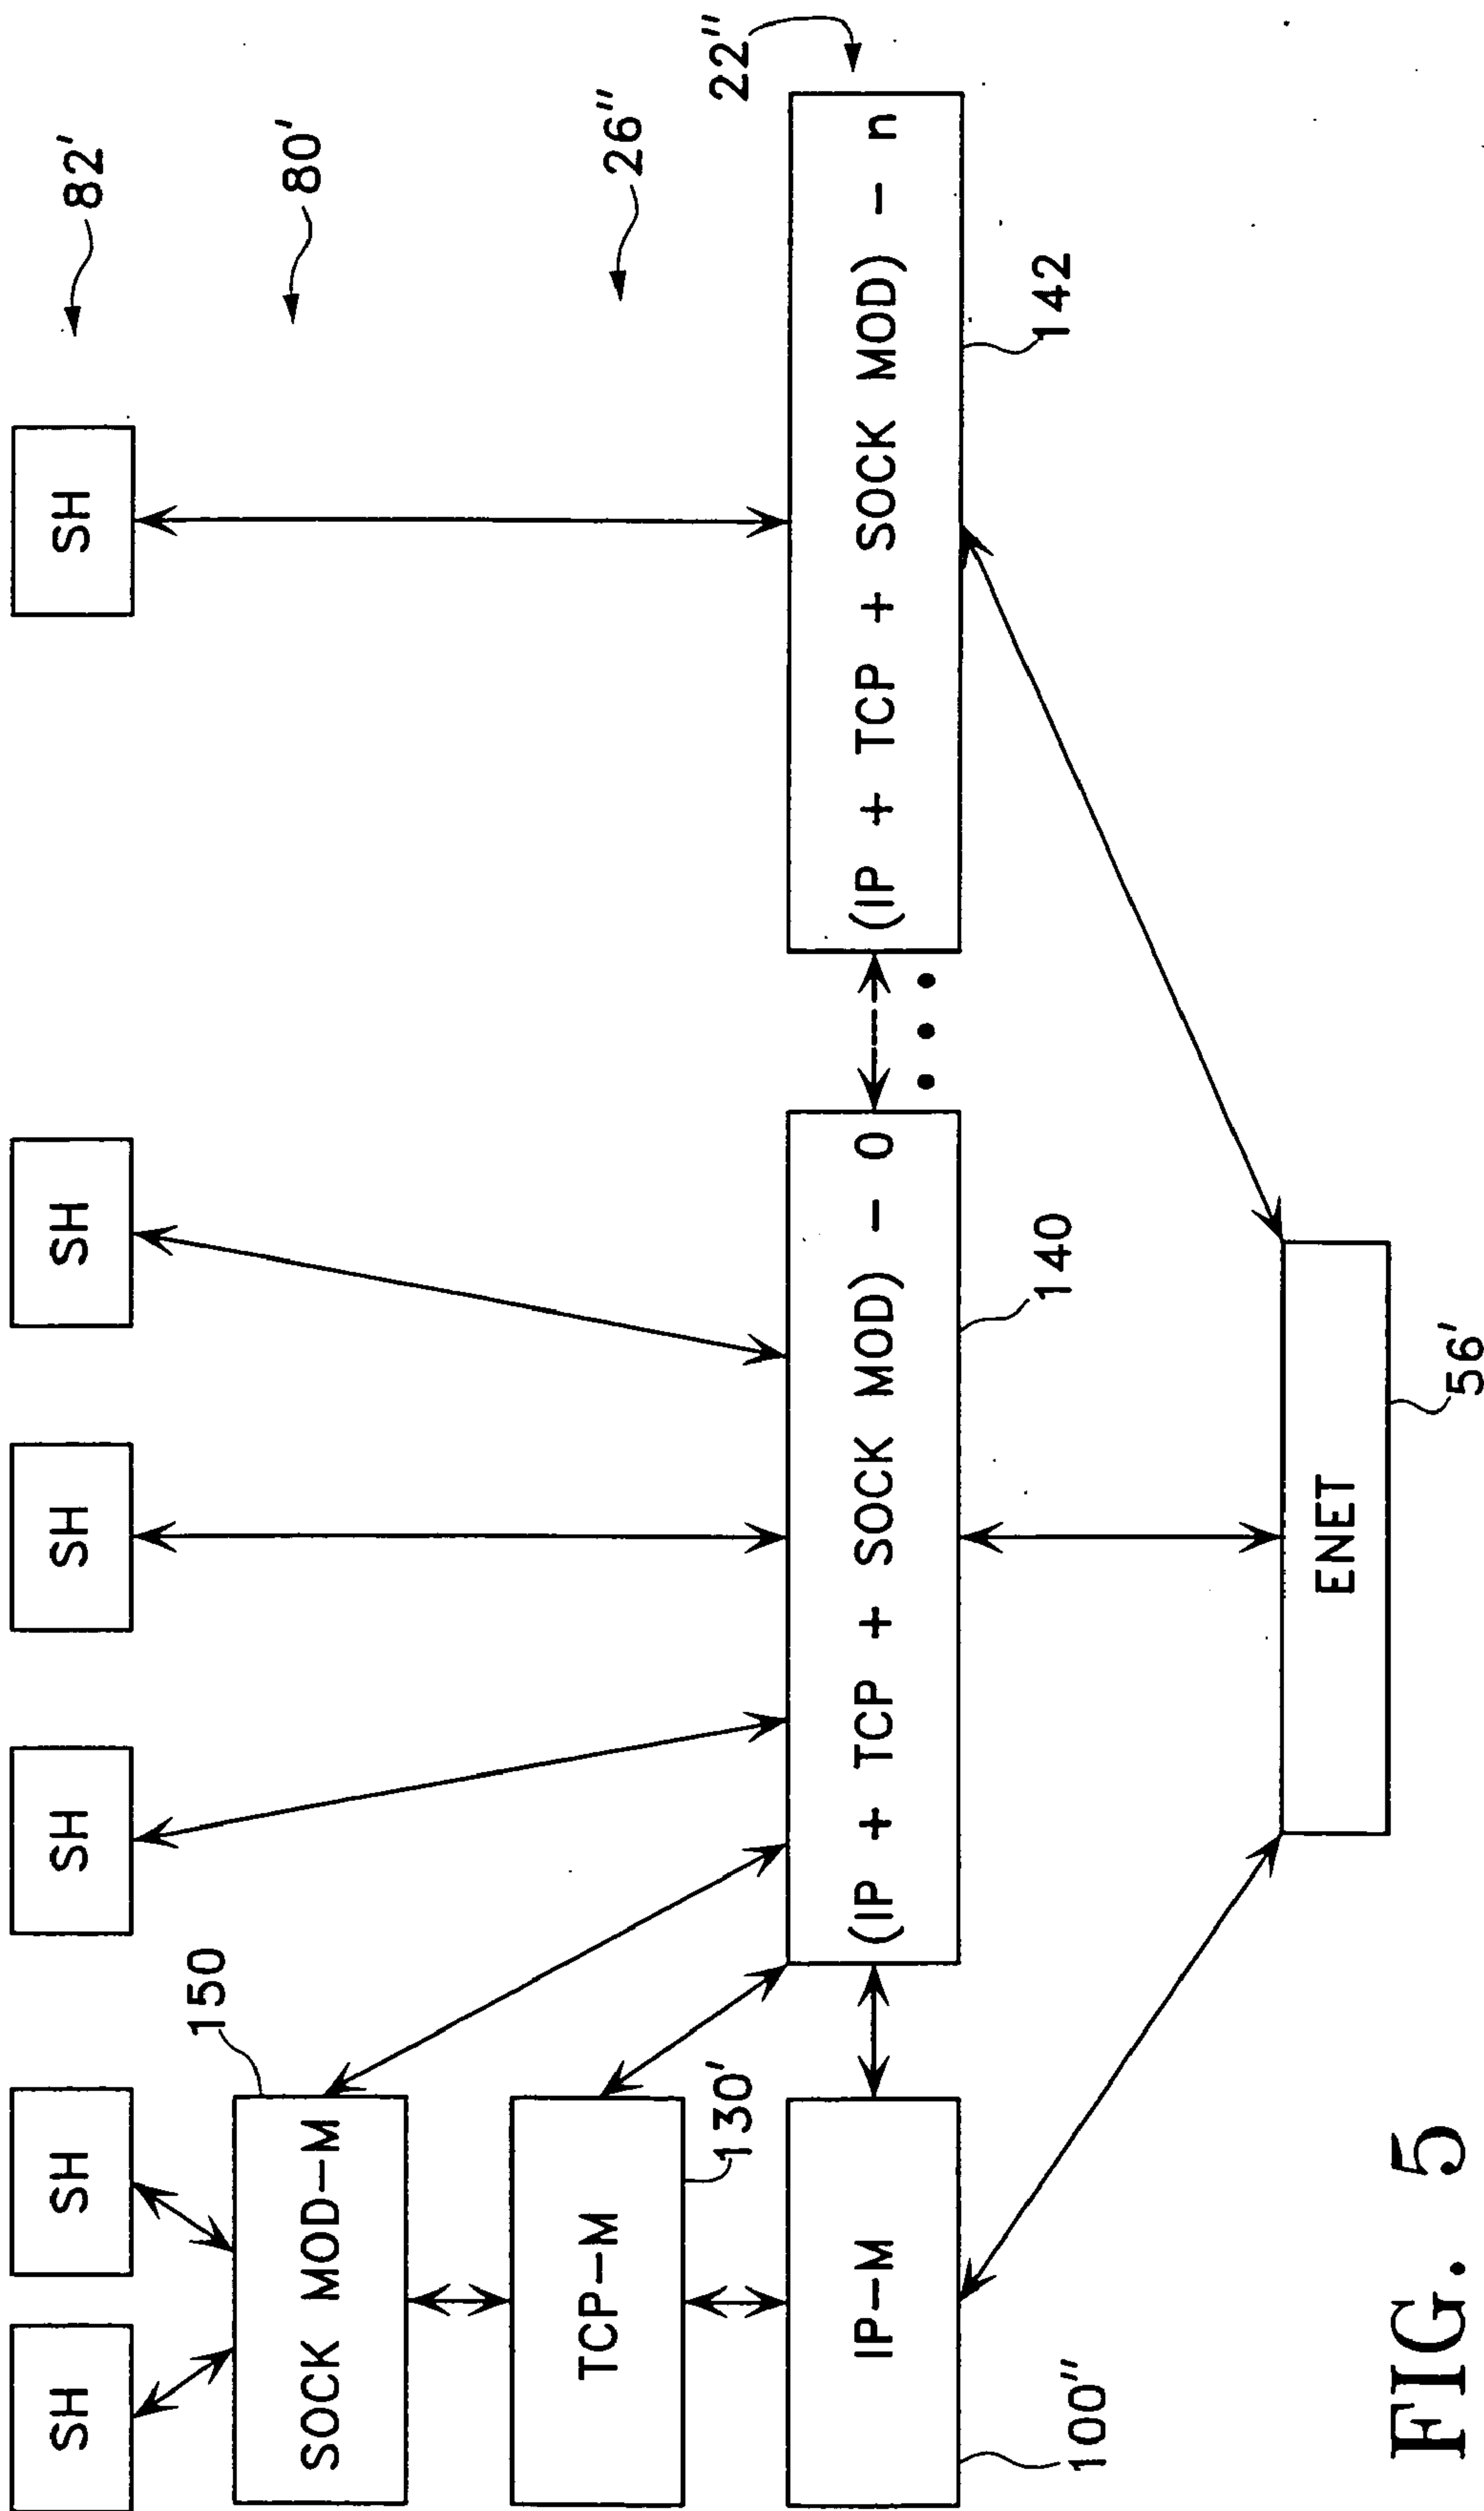 82'
80'
26"
22"
SH
SH
SH
SH
SH
SH
150
SOCK MOD-M
TCP-M
130'
IP-M
100"
(IP + TCP + SOCK MOD) - 0
140
• • •
(IP + TCP + SOCK MOD) - n
142
ENET
56'
FIG. 5